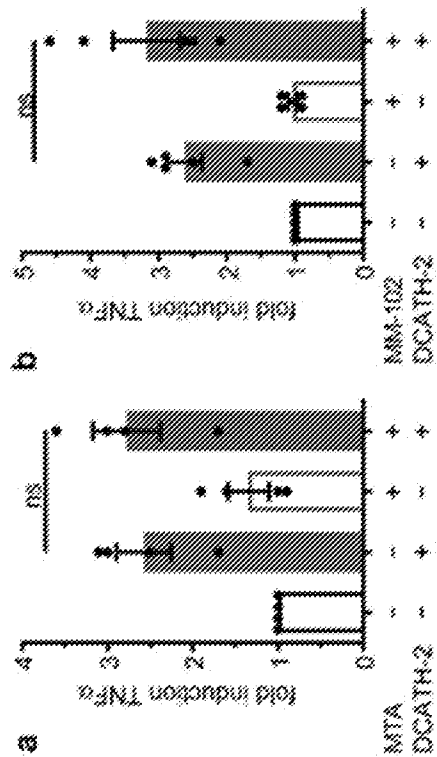 a
fold induction TNFα
4
3
2
1
0
ns
MTA − − + +
DCATH-2 − + − +
b
fold induction TNFα
5
4
3
2
1
0
ns
MM-102 − − + +
DCATH-2 − + − +